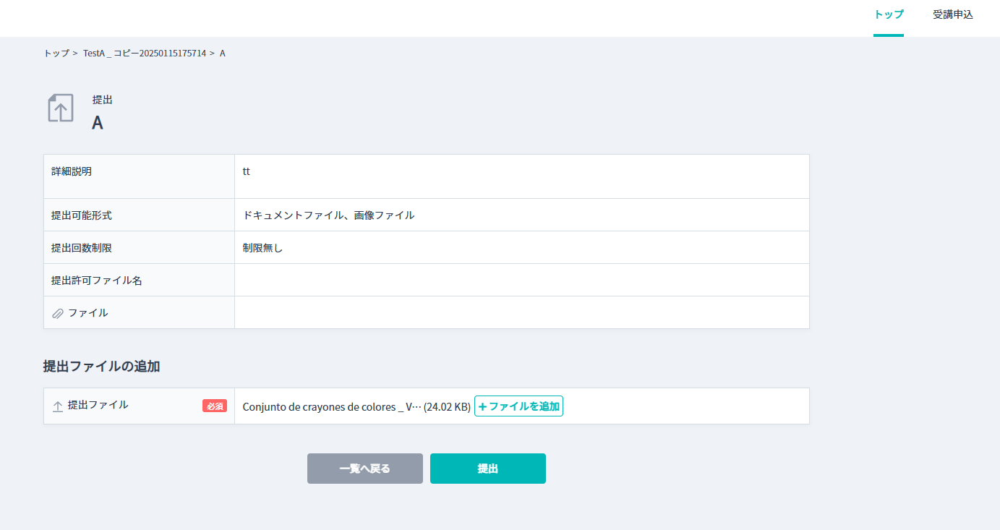 トップ 受講申込
トップ > TestA _ コピー20250115175714 > A
提出
A
詳細説明 tt
提出可能形式 ドキュメントファイル、画像ファイル
提出回数制限 制限無し
提出許可ファイル名
ファイル
提出ファイルの追加
提出ファイル 必須 Conjunto de crayones de colores _ V… (24.02 KB) +ファイルを追加
一覧へ戻る 提出